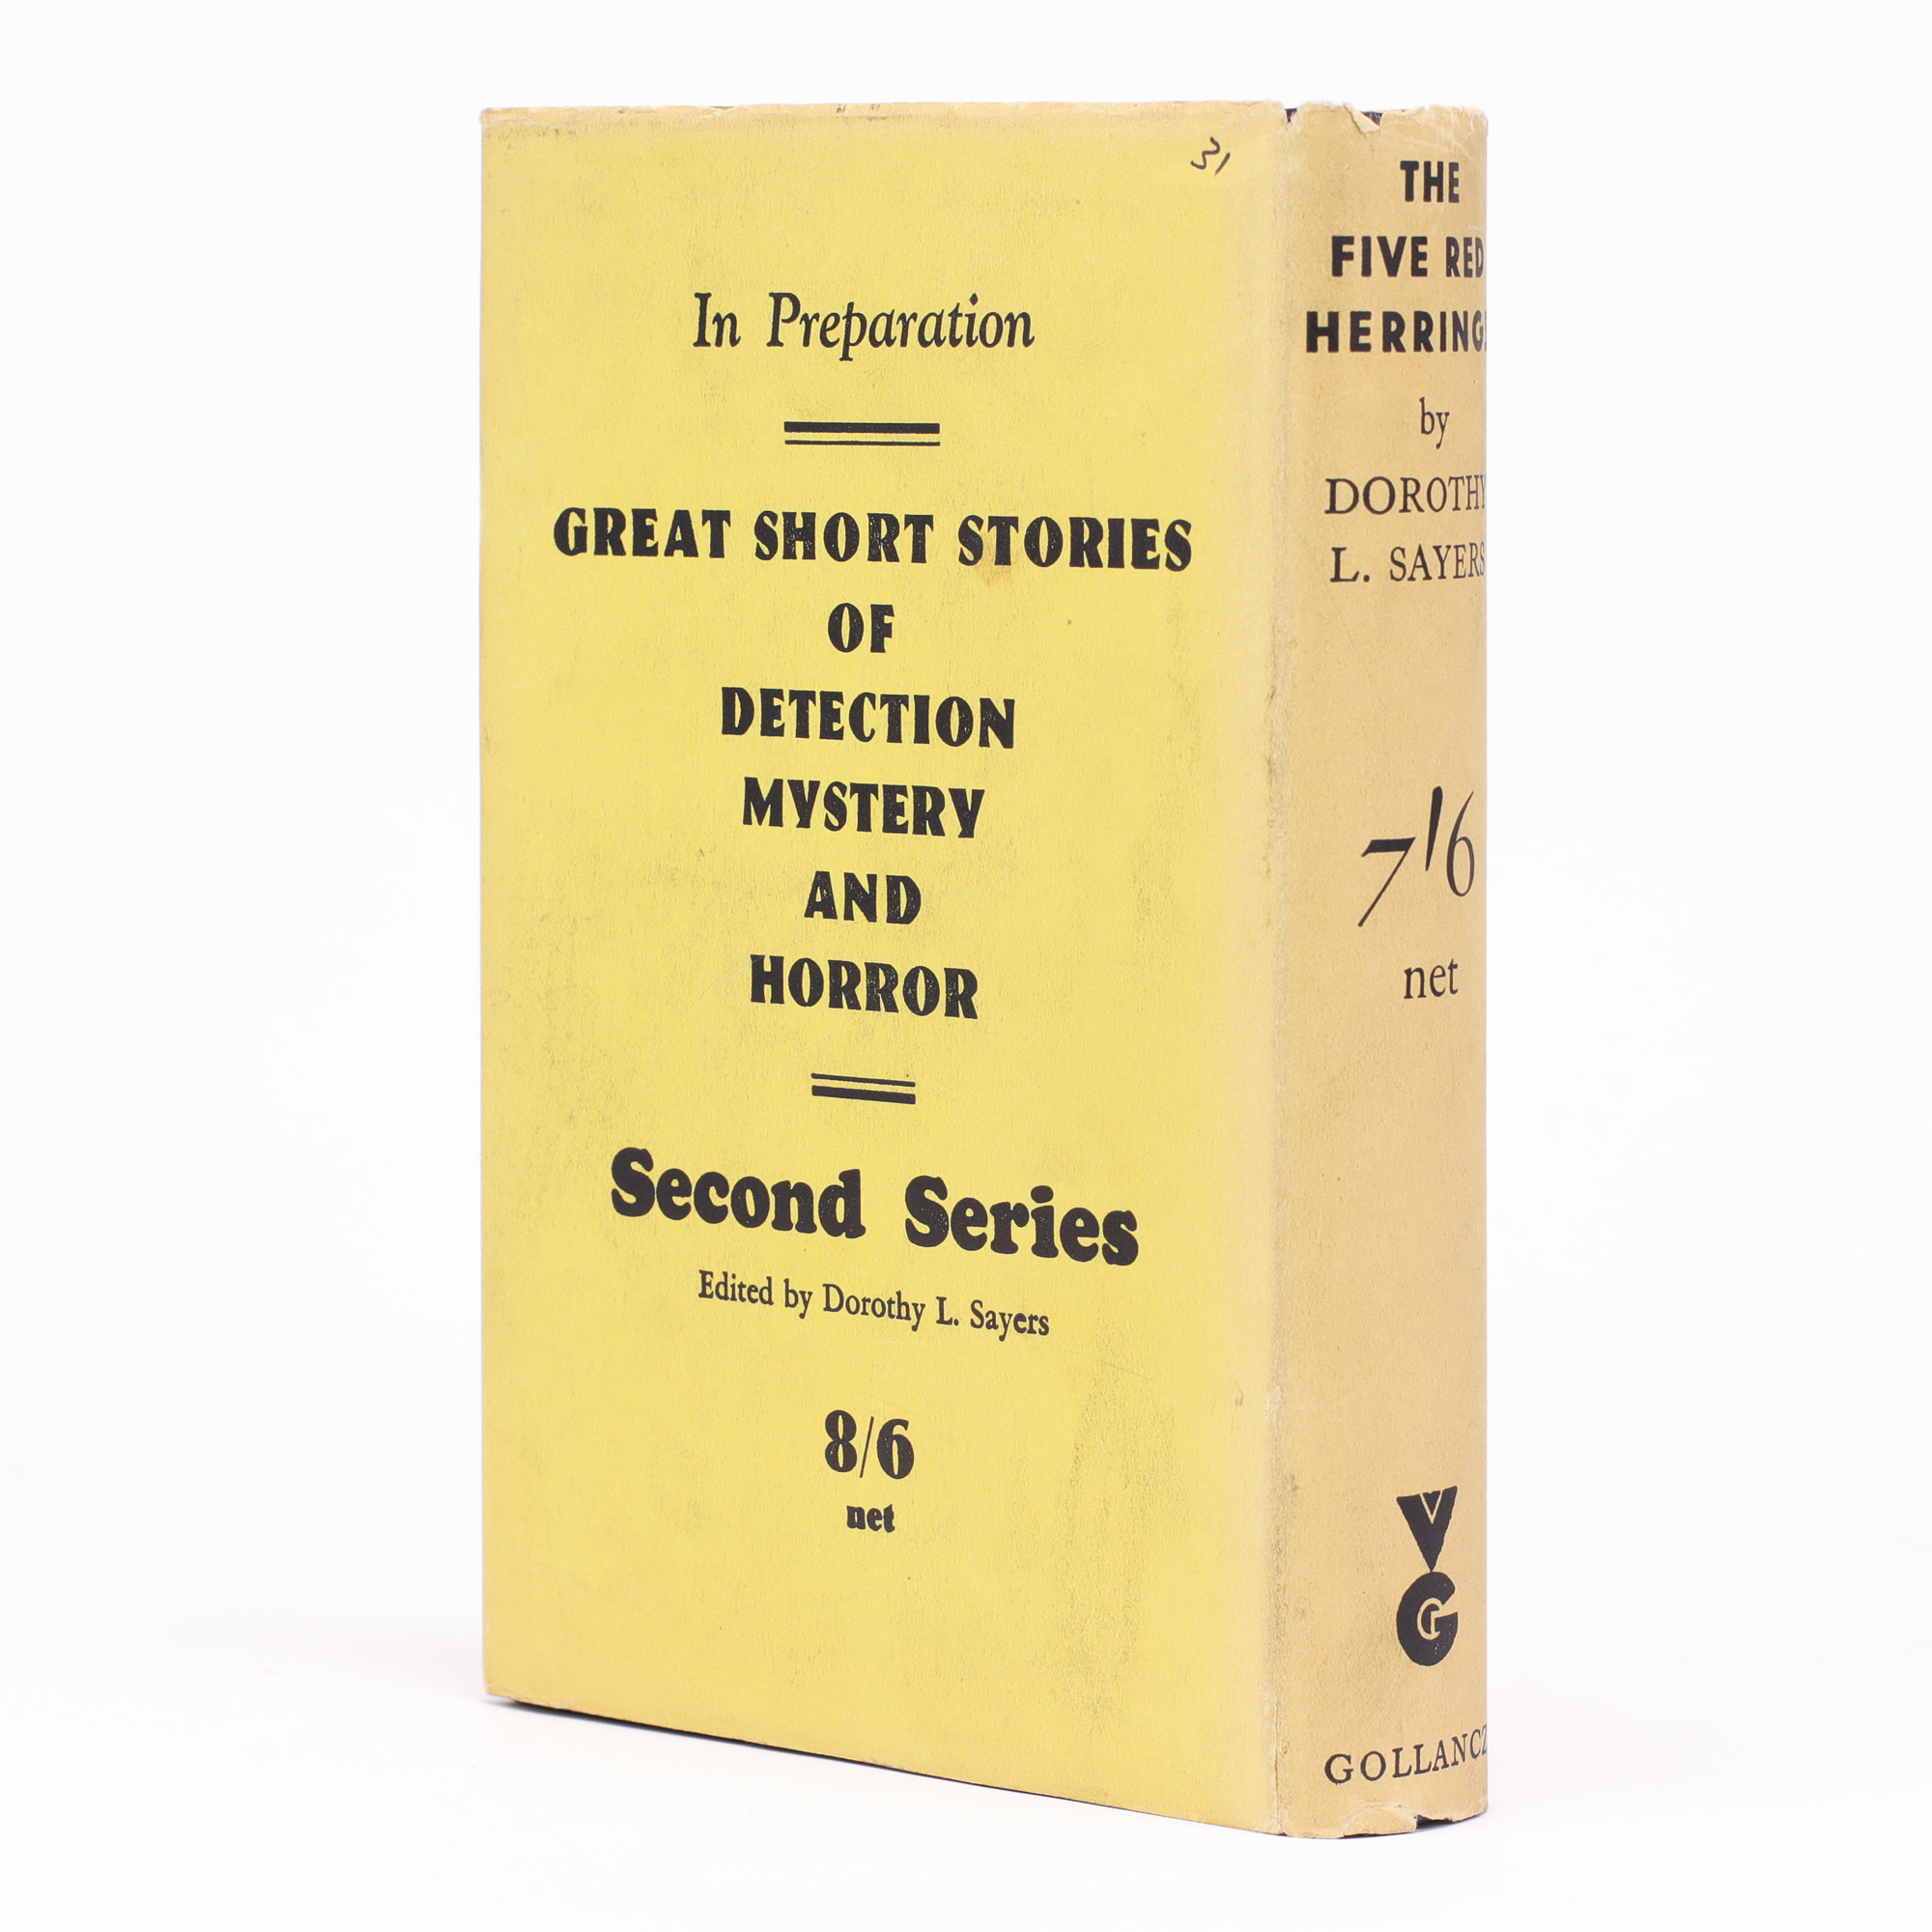 31
In Preparation
GREAT SHORT STORIES
OF
DETECTION
MYSTERY
AND
HORROR
Second Series
Edited by Dorothy L. Sayers
8/6
net
THE
FIVE RED
HERRINGS
by
DOROTHY
L. SAYERS
7/6
net
VG
GOLLANCZ